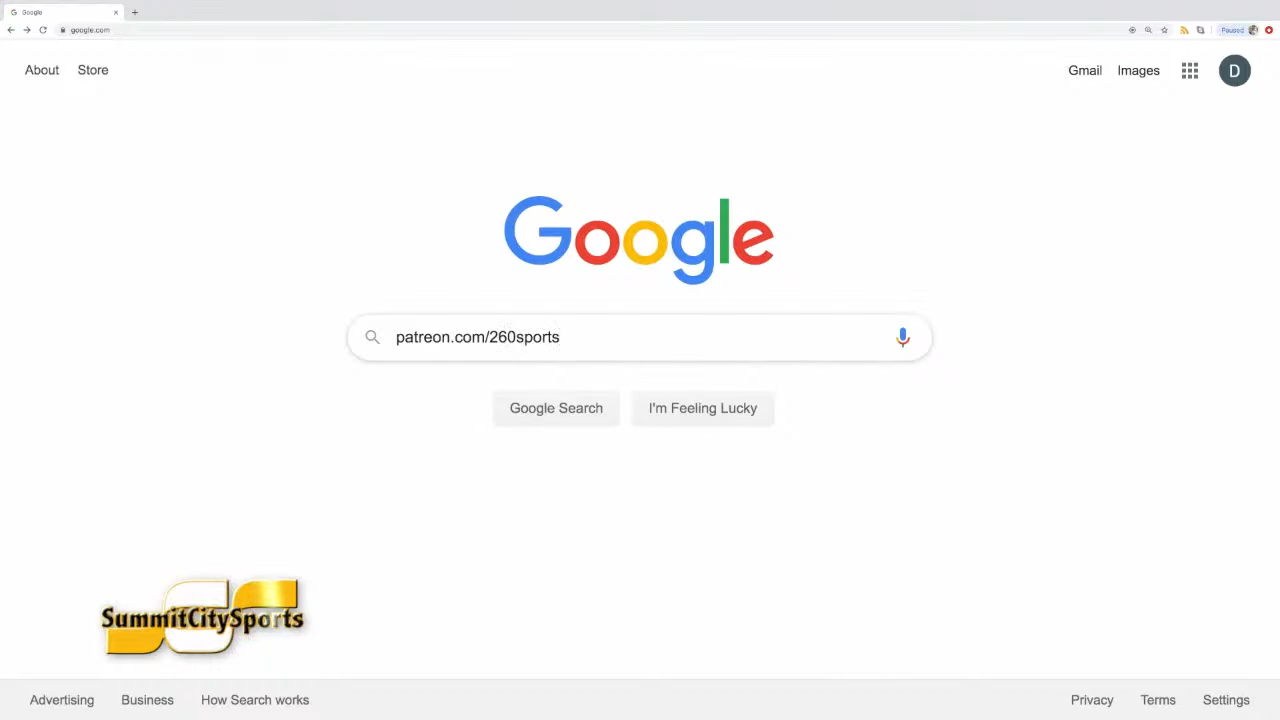 Google
google.com
Paused
About Store
Gmail Images
D
Google
patreon.com/260sports
Google Search I'm Feeling Lucky
SummitCitySports
Advertising Business How Search works
Privacy Terms Settings